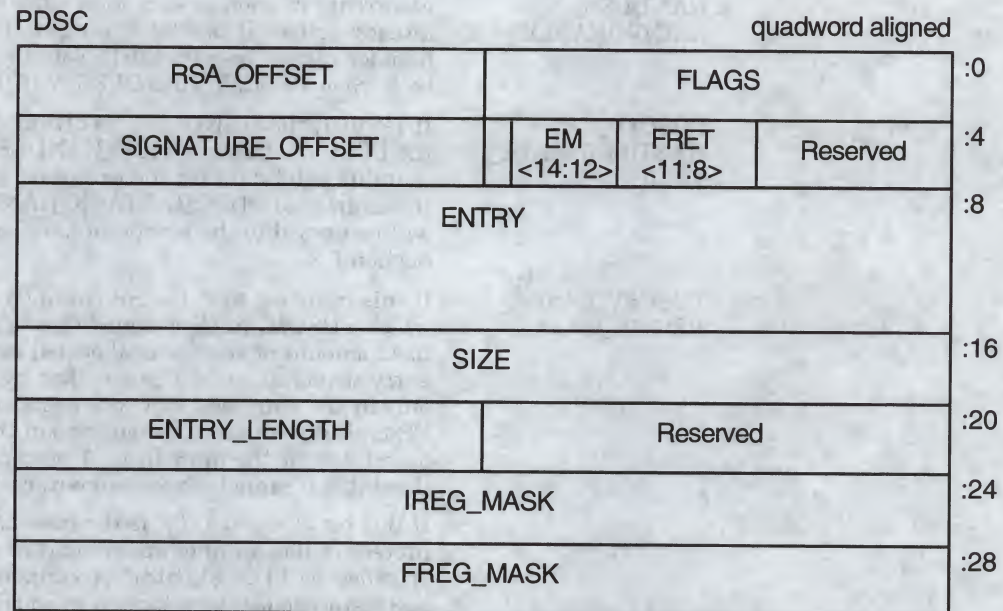 PDSC quadword aligned
RSA_OFFSET FLAGS :0
SIGNATURE_OFFSET EM <14:12> FRET <11:8> Reserved :4
ENTRY :8
SIZE :16
ENTRY_LENGTH Reserved :20
IREG_MASK :24
FREG_MASK :28